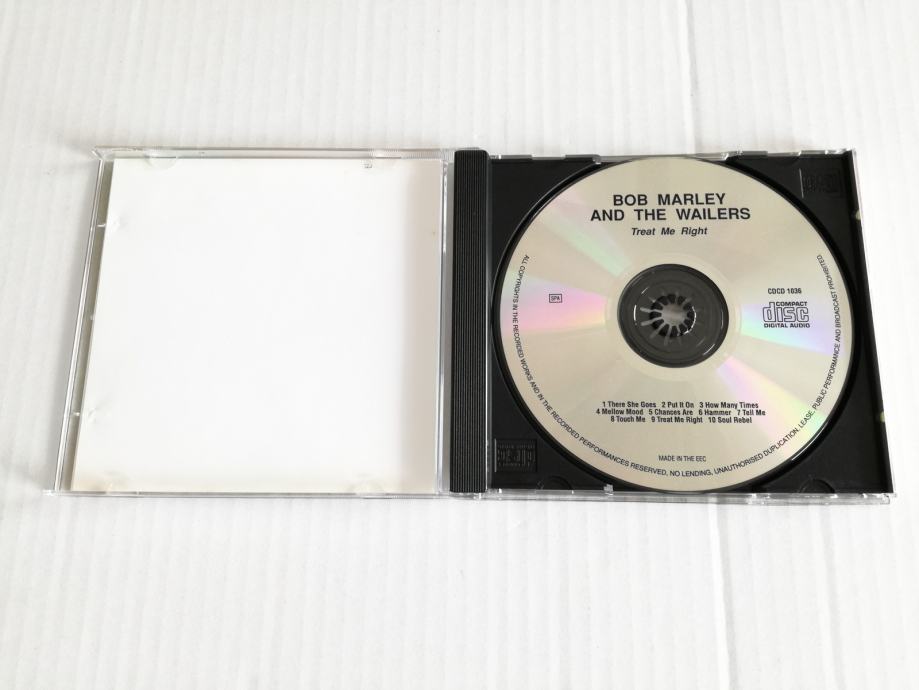 BOB MARLEY
AND THE WAILERS
Treat Me Right
ALL COPYRIGHTS IN THE RECORDED WORKS AND IN THE RECORDED PERFORMANCES RESERVED, NO LENDING, UNAUTHORISED DUPLICATION, LEASE, PUBLIC PERFORMANCE AND BROADCAST PROHIBITED.
SPA
CDCD 1036
COMPACT
disc
DIGITAL AUDIO
1 There She Goes 2 Put It On 3 How Many Times
4 Mellow Mood 5 Chances Are 6 Hammer 7 Tell Me
8 Touch Me 9 Treat Me Right 10 Soul Rebel
MADE IN THE EEC